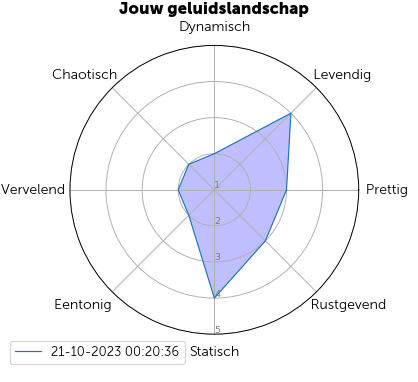 Jouw geluidslandschap
Dynamisch
Chaotisch
Levendig
Vervelend
Prettig
1
2
3
4
5
Eentonig
Rustgevend
21-10-2023 00:20:36
Statisch